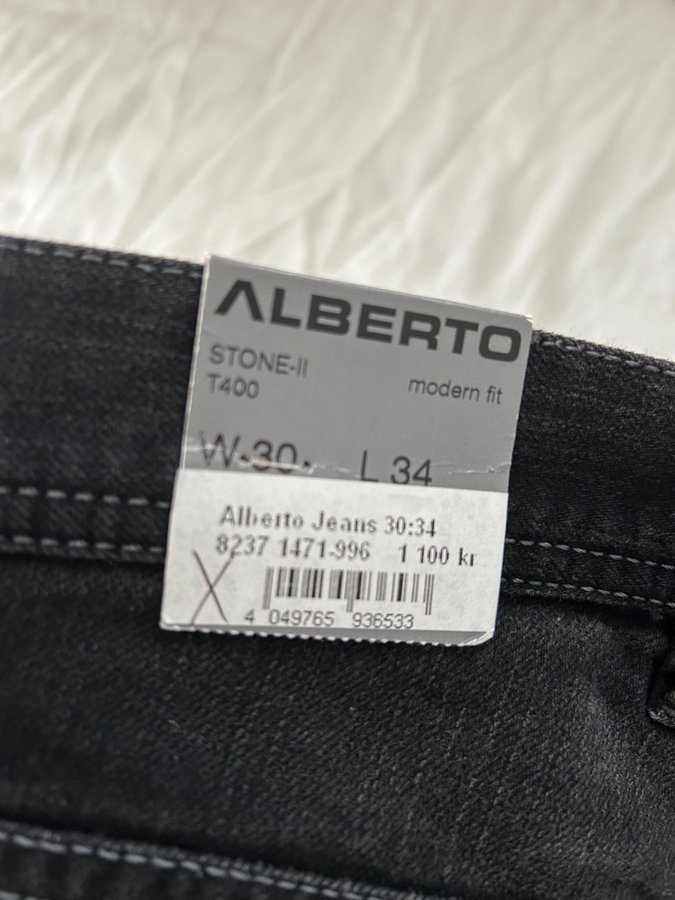 ALBERTO
STONE-II
T400
modern fit
W·30· L 34
Alberto Jeans 30:34
8237 1471-996 1 100 kr
X
4 049765 936533